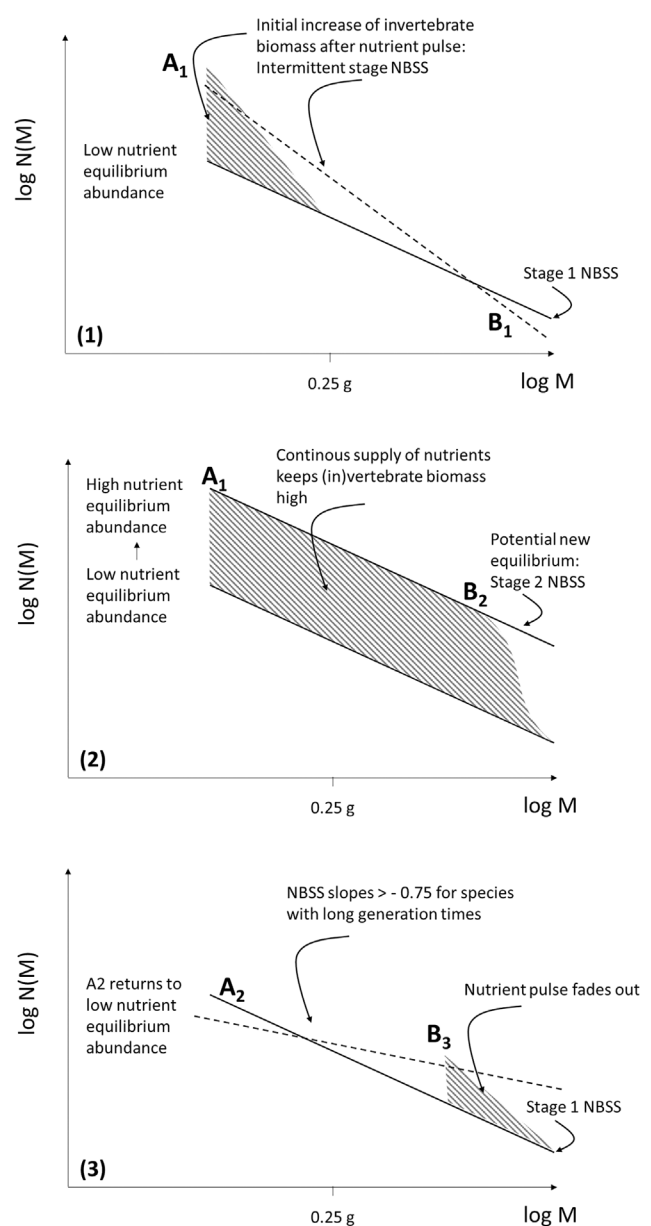 Initial increase of invertebrate
biomass after nutrient pulse:
Intermittent stage NBSS
A1
Low nutrient
equilibrium
abundance
log N(M)
Stage 1 NBSS
B1
(1)
0.25 g
log M
Continous supply of nutrients
keeps (in)vertebrate biomass
high
A1
High nutrient
equilibrium
abundance
Low nutrient
equilibrium
abundance
log N(M)
Potential new
equilibrium:
Stage 2 NBSS
B2
(2)
0.25 g
log M
NBSS slopes > - 0.75 for species
with long generation times
A2 returns to
low nutrient
equilibrium
abundance
A2
log N(M)
Nutrient pulse fades out
B3
Stage 1 NBSS
(3)
0.25 g
log M